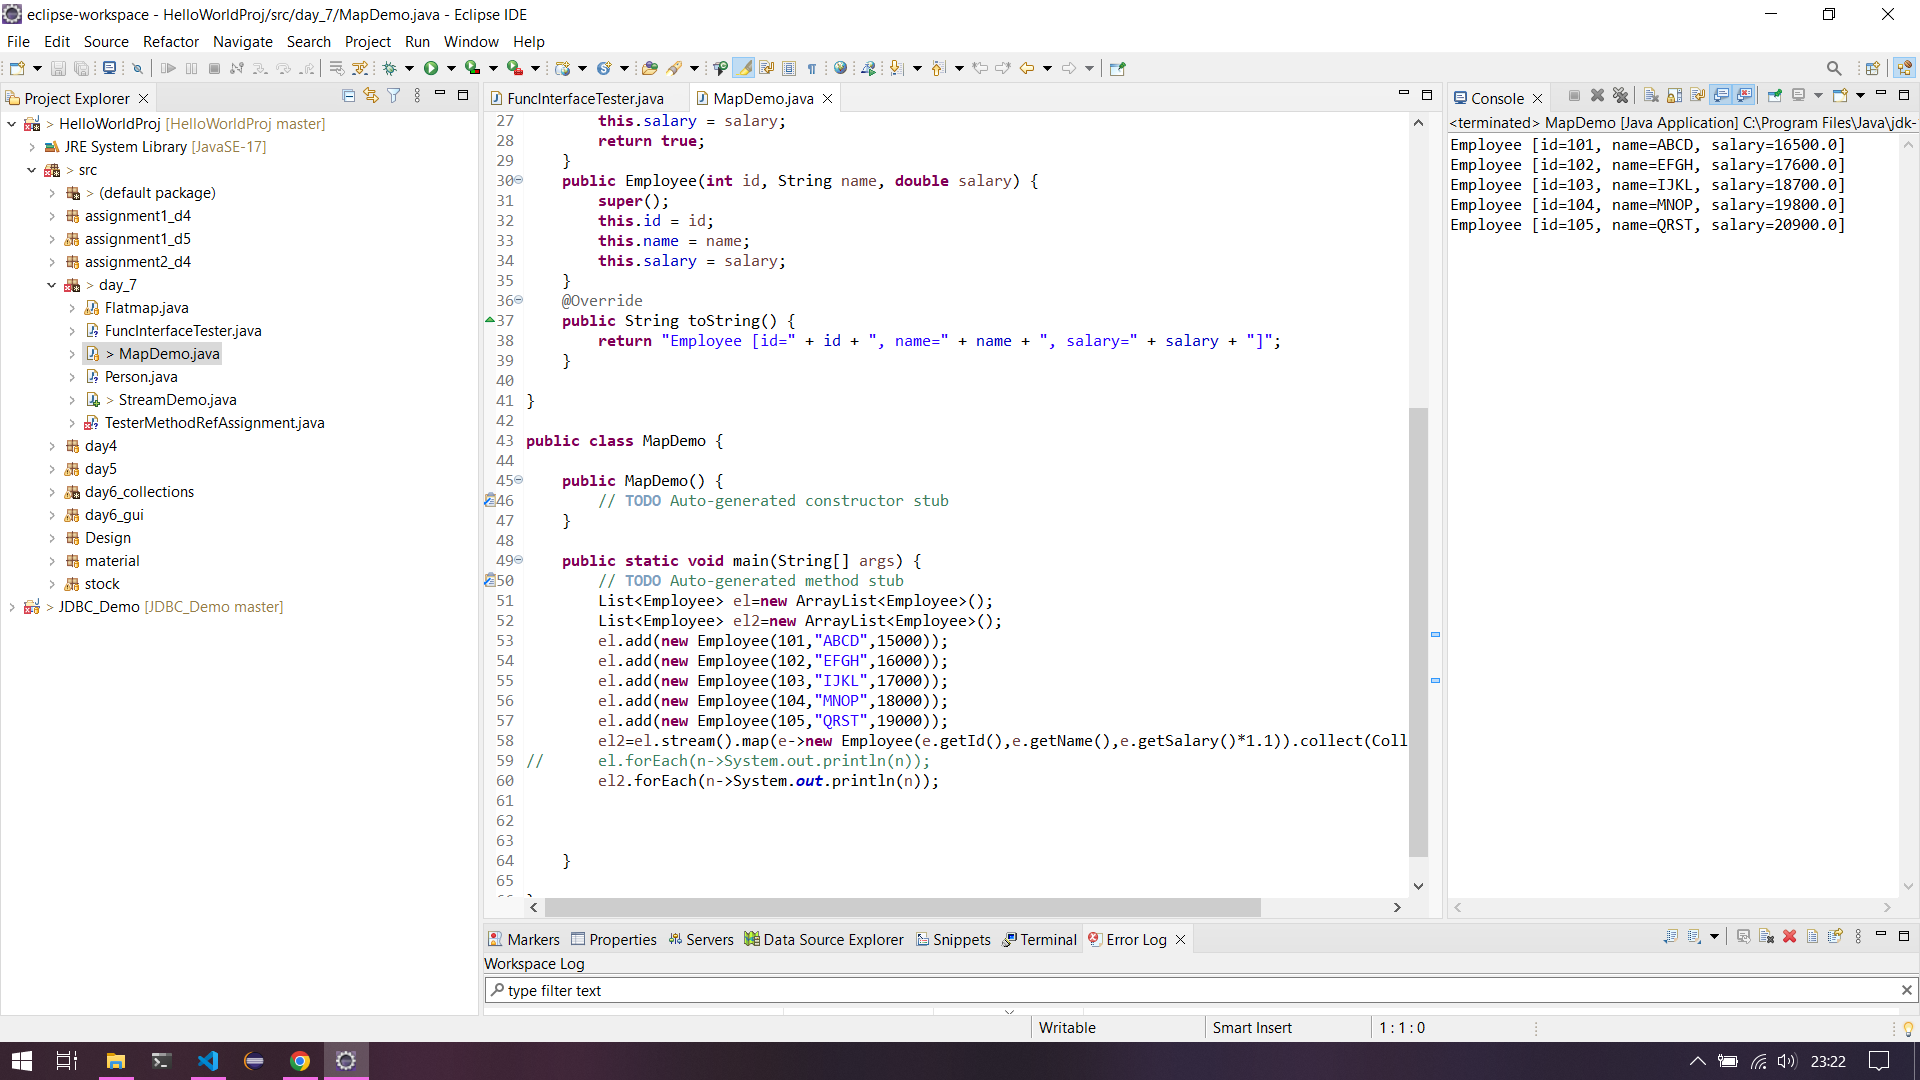 eclipse-workspace - HelloWorldProj/src/day_7/MapDemo.java - Eclipse IDE
File Edit Source Refactor Navigate Search Project Run Window Help
Project Explorer
HelloWorldProj [HelloWorldProj master]
JRE System Library [JavaSE-17]
> src
> (default package)
assignment1_d4
assignment1_d5
assignment2_d4
> day_7
Flatmap.java
FuncInterfaceTester.java
> MapDemo.java
Person.java
> StreamDemo.java
TesterMethodRefAssignment.java
day4
day5
day6_collections
day6_gui
Design
material
stock
> JDBC_Demo [JDBC_Demo master]
FuncInterfaceTester.java MapDemo.java
27 this.salary = salary;
28 return true;
29 }
30 public Employee(int id, String name, double salary) {
31 super();
32 this.id = id;
33 this.name = name;
34 this.salary = salary;
35 }
36 @Override
37 public String toString() {
38 return "Employee [id=" + id + ", name=" + name + ", salary=" + salary + "]";
39 }
40
41 }
42
43 public class MapDemo {
44
45 public MapDemo() {
46 // TODO Auto-generated constructor stub
47 }
48
49 public static void main(String[] args) {
50 // TODO Auto-generated method stub
51 List<Employee> el=new ArrayList<Employee>();
52 List<Employee> el2=new ArrayList<Employee>();
53 el.add(new Employee(101,"ABCD",15000));
54 el.add(new Employee(102,"EFGH",16000));
55 el.add(new Employee(103,"IJKL",17000));
56 el.add(new Employee(104,"MNOP",18000));
57 el.add(new Employee(105,"QRST",19000));
58 el2=el.stream().map(e->new Employee(e.getId(),e.getName(),e.getSalary()*1.1)).collect(Coll
59 // el.forEach(n->System.out.println(n));
60 el2.forEach(n->System.out.println(n));
61
62
63
64 }
65
Console
<terminated> MapDemo [Java Application] C:\Program Files\Java\jdk-
Employee [id=101, name=ABCD, salary=16500.0]
Employee [id=102, name=EFGH, salary=17600.0]
Employee [id=103, name=IJKL, salary=18700.0]
Employee [id=104, name=MNOP, salary=19800.0]
Employee [id=105, name=QRST, salary=20900.0]
Markers Properties Servers Data Source Explorer Snippets Terminal Error Log
Workspace Log
type filter text
Writable Smart Insert 1 : 1 : 0
23:22